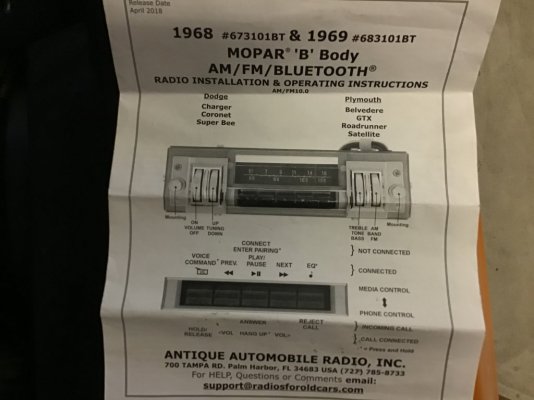 Release Date
April 2018
1968 #673101BT & 1969 #683101BT
MOPAR® 'B' Body
AM/FM/BLUETOOTH®
RADIO INSTALLATION & OPERATING INSTRUCTIONS
AM/FM10.0
Dodge Plymouth
Charger Belvedere
Coronet GTX
Super Bee Roadrunner
Satellite
Mounting Mounting
ON UP TREBLE AM
VOLUME TUNING TONE BAND
OFF DOWN BASS FM
CONNECT
ENTER PAIRING* } NOT CONNECTED
VOICE PLAY/
COMMAND* PREV. PAUSE NEXT EQ* } CONNECTED
MEDIA CONTROL
PHONE CONTROL
ANSWER REJECT CALL } INCOMING CALL
HOLD/
RELEASE <VOL HANG UP* VOL> } CALL CONNECTED
* = Press and Hold
ANTIQUE AUTOMOBILE RADIO, INC.
700 TAMPA RD. Palm Harbor, FL 34683 USA (727) 785-8733
For HELP, Questions or Comments email:
support@radiosforoldcars.com